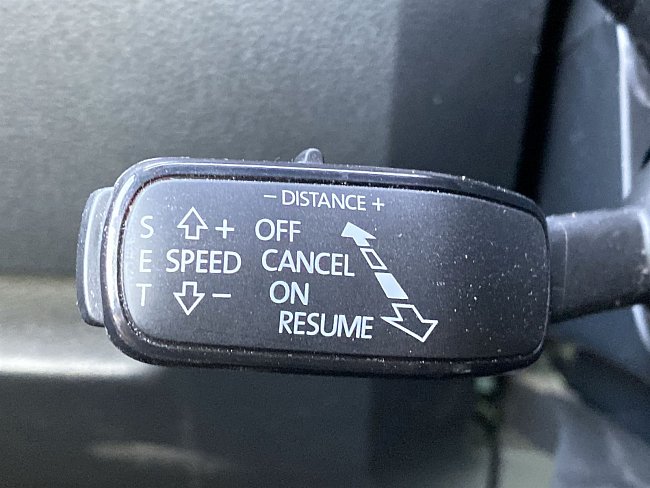 - DISTANCE +
S + OFF
E SPEED CANCEL
T - ON
RESUME